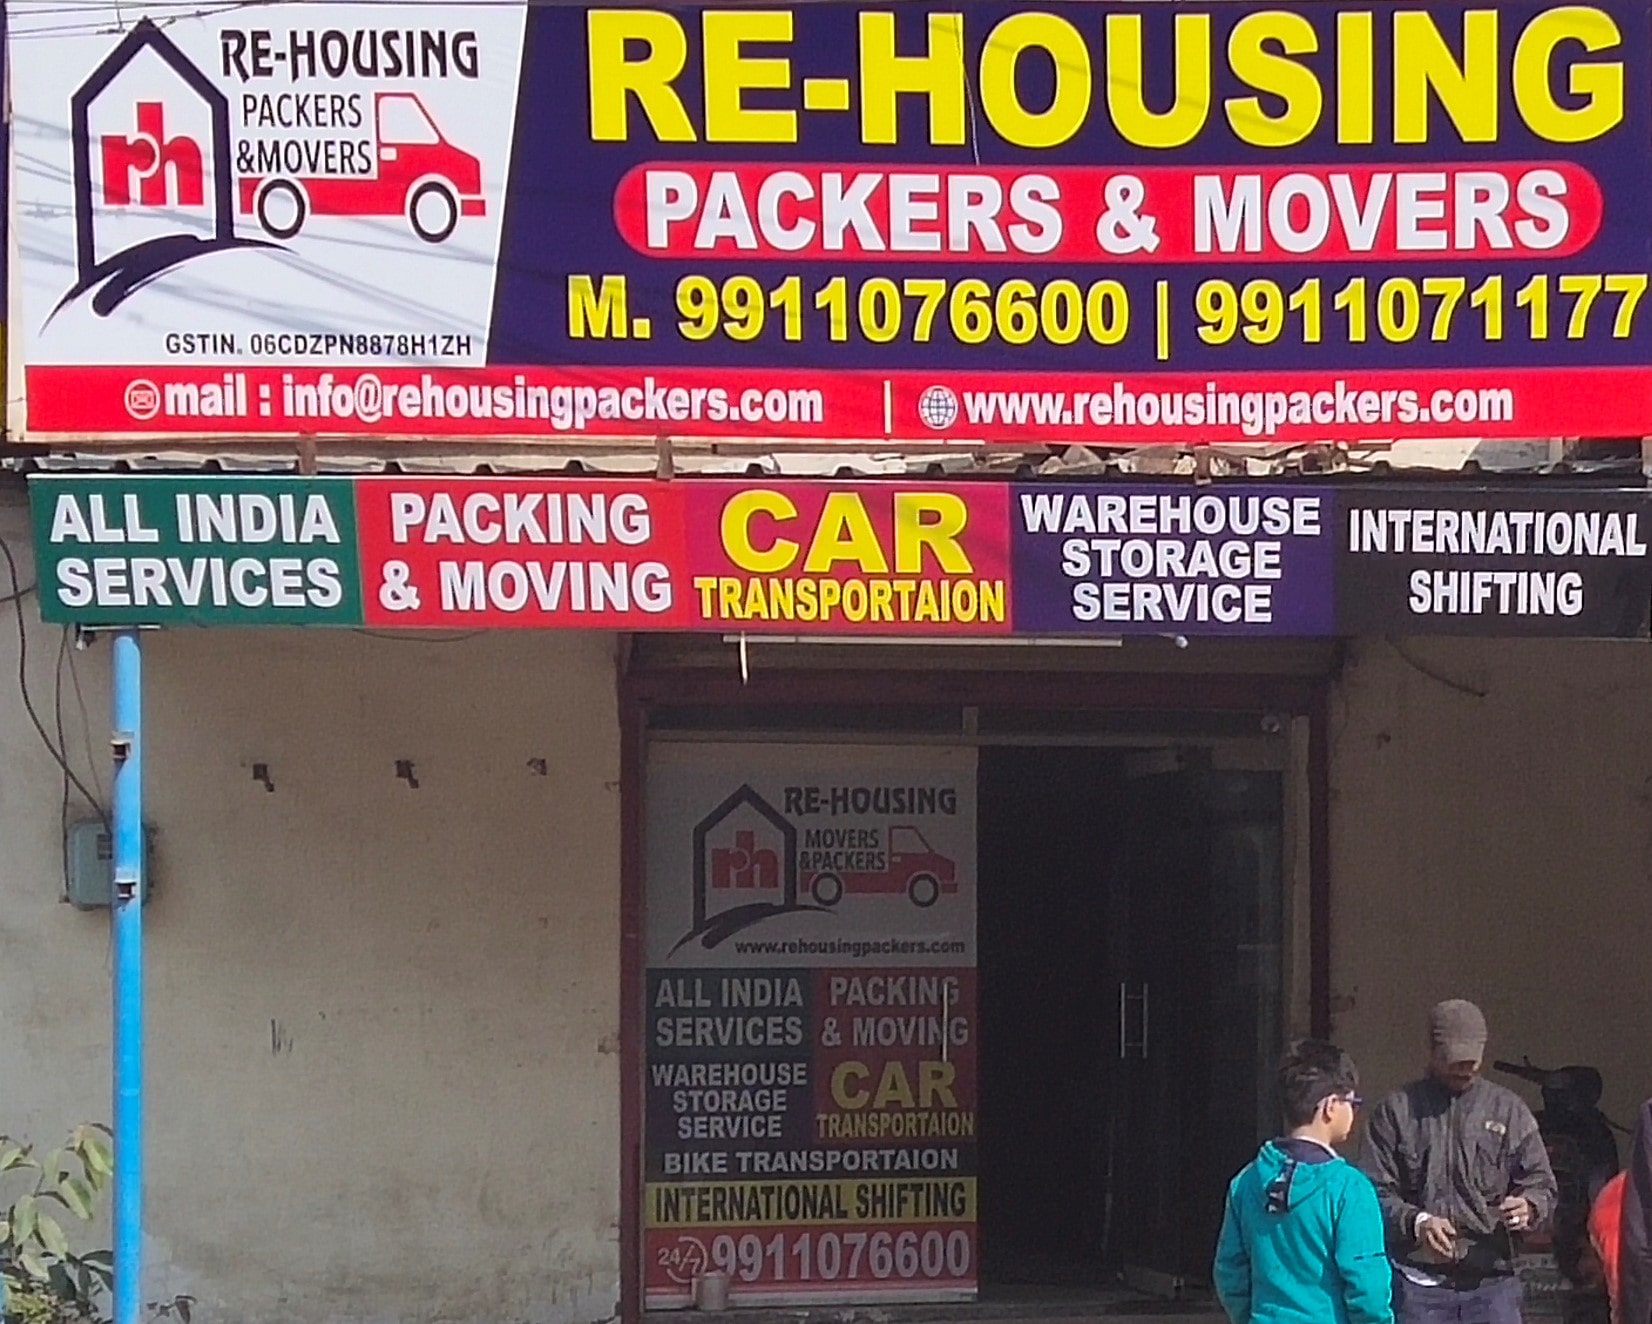 RE-HOUSING
PACKERS
&MOVERS
rh
GSTIN. 06CDZPN8878H1ZH
RE-HOUSING
PACKERS & MOVERS
M. 9911076600 | 9911071177
mail : info@rehousingpackers.com | www.rehousingpackers.com
ALL INDIA
SERVICES
PACKING
& MOVING
CAR
TRANSPORTAION
WAREHOUSE
STORAGE
SERVICE
INTERNATIONAL
SHIFTING
RE-HOUSING
MOVERS
&PACKERS
rh
www.rehousingpackers.com
ALL INDIA
SERVICES
PACKING
& MOVING
WAREHOUSE
STORAGE
SERVICE
CAR
TRANSPORTAION
BIKE TRANSPORTAION
INTERNATIONAL SHIFTING
24/7 9911076600